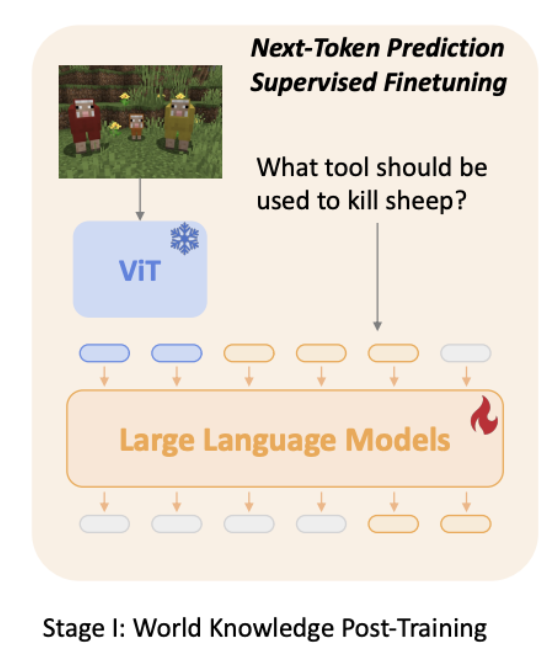 Next-Token Prediction
Supervised Finetuning
What tool should be
used to kill sheep?
ViT
Large Language Models
Stage I: World Knowledge Post-Training